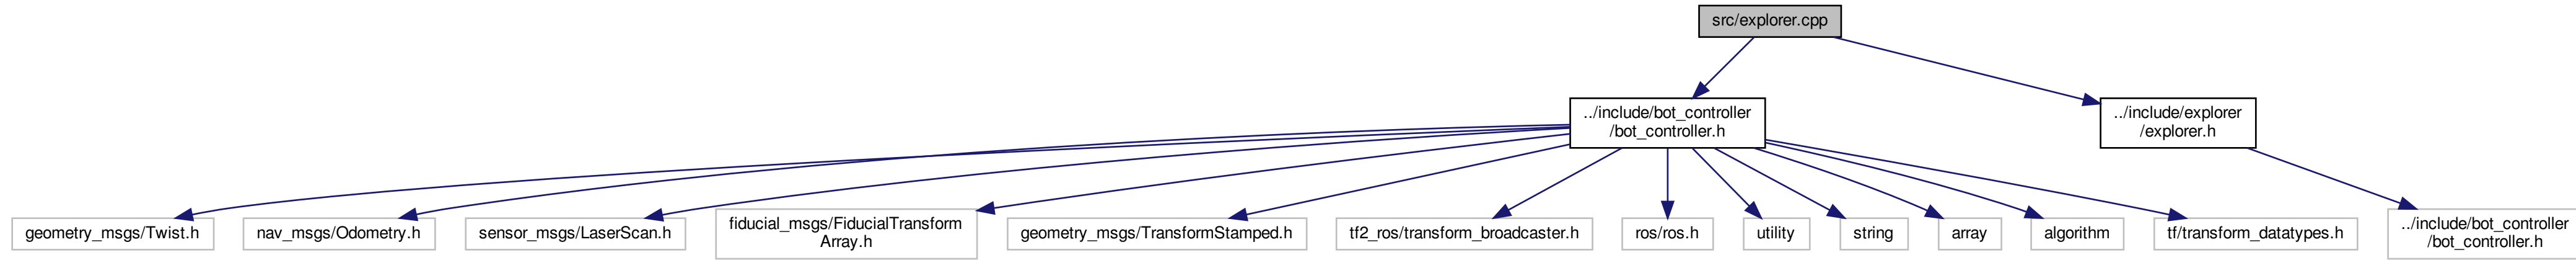 src/explorer.cpp
../include/bot_controller
/bot_controller.h
../include/explorer
/explorer.h
geometry_msgs/Twist.h
nav_msgs/Odometry.h
sensor_msgs/LaserScan.h
fiducial_msgs/FiducialTransform
Array.h
geometry_msgs/TransformStamped.h
tf2_ros/transform_broadcaster.h
ros/ros.h
utility
string
array
algorithm
tf/transform_datatypes.h
../include/bot_controller
/bot_controller.h